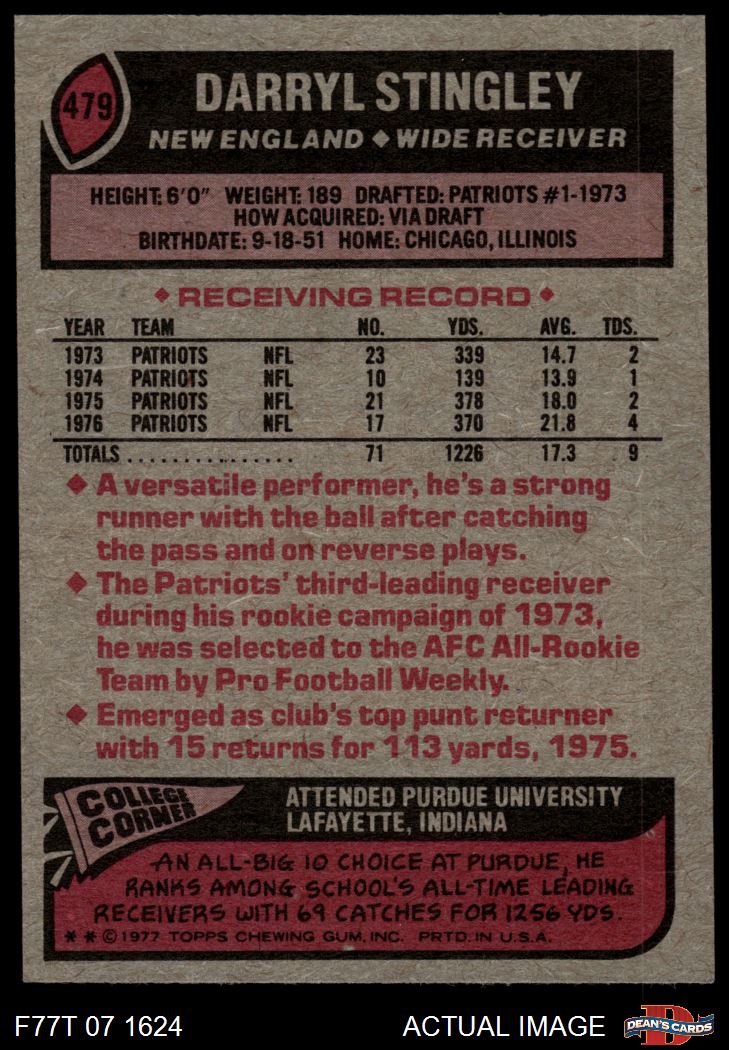 479
DARRYL STINGLEY
NEW ENGLAND ◆ WIDE RECEIVER
HEIGHT: 6'0" WEIGHT: 189 DRAFTED: PATRIOTS #1-1973
HOW ACQUIRED: VIA DRAFT
BIRTHDATE: 9-18-51 HOME: CHICAGO, ILLINOIS
◆ RECEIVING RECORD ◆
YEAR TEAM NO. YDS. AVG. TDS.
1973 PATRIOTS NFL 23 339 14.7 2
1974 PATRIOTS NFL 10 139 13.9 1
1975 PATRIOTS NFL 21 378 18.0 2
1976 PATRIOTS NFL 17 370 21.8 4
TOTALS . . . . . . . . . . . . . . 71 1226 17.3 9
◆ A versatile performer, he's a strong
runner with the ball after catching
the pass and on reverse plays.
◆ The Patriots' third-leading receiver
during his rookie campaign of 1973,
he was selected to the AFC All-Rookie
Team by Pro Football Weekly.
◆ Emerged as club's top punt returner
with 15 returns for 113 yards, 1975.
COLLEGE
CORNER
ATTENDED PURDUE UNIVERSITY
LAFAYETTE, INDIANA
AN ALL-BIG 10 CHOICE AT PURDUE, HE
RANKS AMONG SCHOOL'S ALL-TIME LEADING
RECEIVERS WITH 69 CATCHES FOR 1256 YDS.
* * © 1977 TOPPS CHEWING GUM, INC. PRTD. IN U.S.A.
F77T 07 1624
ACTUAL IMAGE
D
DEAN'S CARDS